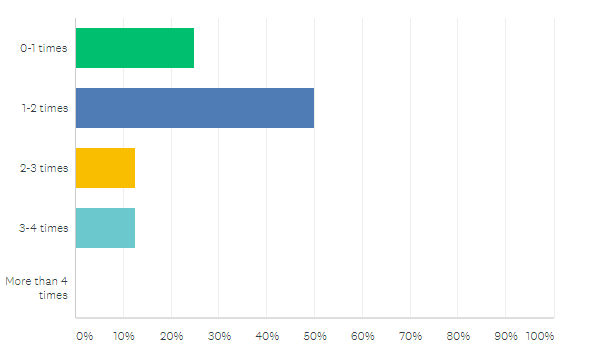 0-1 times
1-2 times
2-3 times
3-4 times
More than 4
times
0% 10% 20% 30% 40% 50% 60% 70% 80% 90% 100%